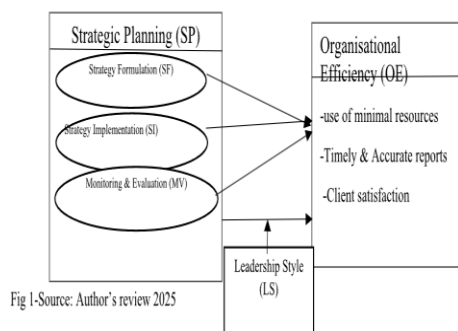 Strategic Planning (SP)
Strategy Formulation (SF)
Strategy Implementation (SI)
Monitoring & Evaluation (MV)
Organisational
Efficiency (OE)
-use of minimal resources
-Timely & Accurate reports
-Client satisfaction
Leadership Style
(LS)
Fig 1-Source: Author's review 2025